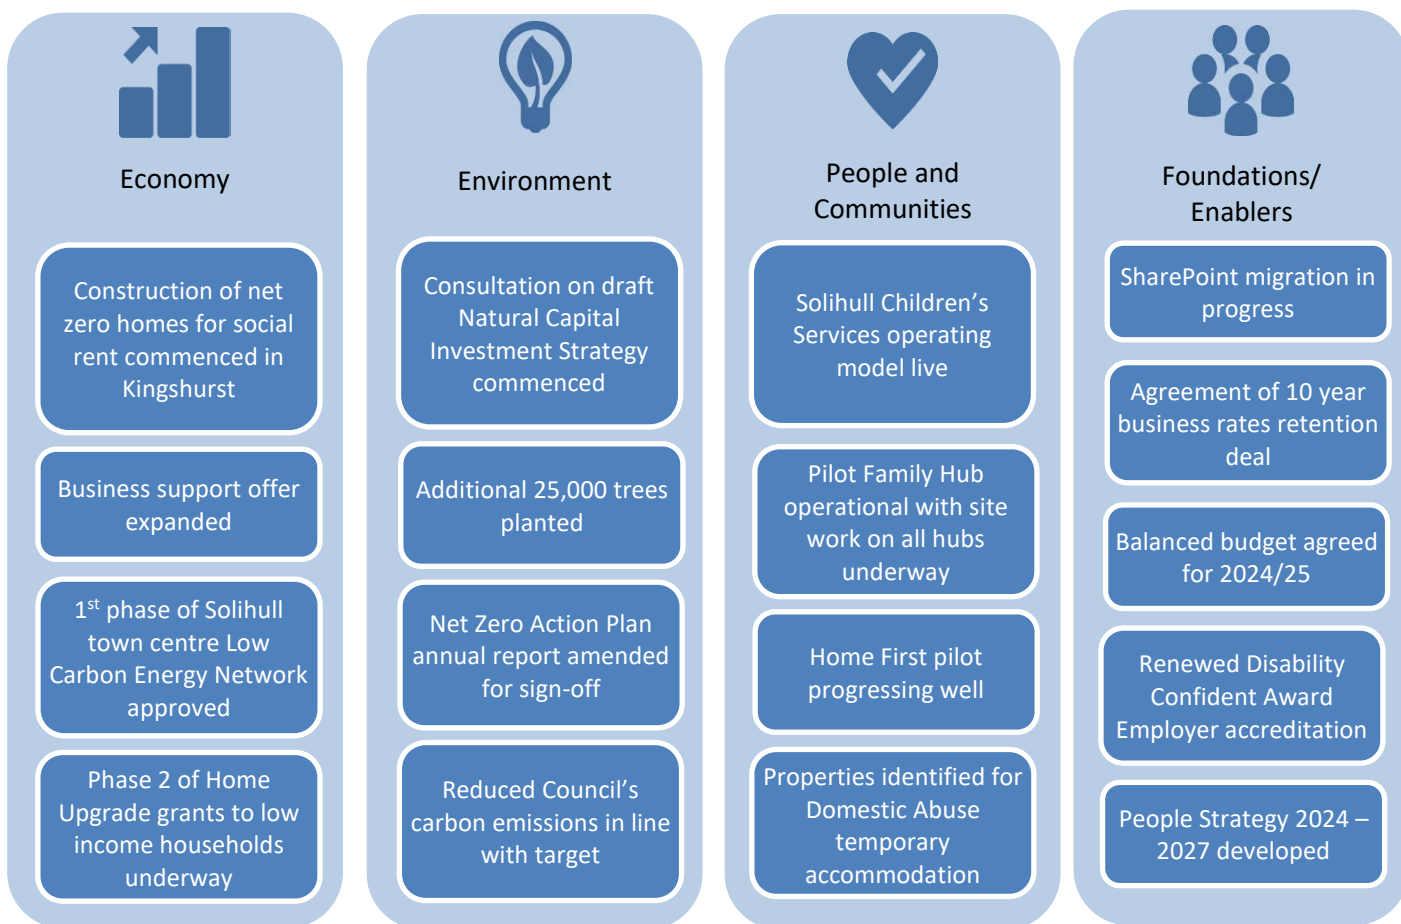 Economy
Construction of net
zero homes for social
rent commenced in
Kingshurst
Business support offer
expanded
1st phase of Solihull
town centre Low
Carbon Energy Network
approved
Phase 2 of Home
Upgrade grants to low
income households
underway
Environment
Consultation on draft
Natural Capital
Investment Strategy
commenced
Additional 25,000 trees
planted
Net Zero Action Plan
annual report amended
for sign-off
Reduced Council’s
carbon emissions in line
with target
People and
Communities
Solihull Children’s
Services operating
model live
Pilot Family Hub
operational with site
work on all hubs
underway
Home First pilot
progressing well
Properties identified for
Domestic Abuse
temporary
accommodation
Foundations/
Enablers
SharePoint migration in
progress
Agreement of 10 year
business rates retention
deal
Balanced budget agreed
for 2024/25
Renewed Disability
Confident Award
Employer accreditation
People Strategy 2024 –
2027 developed